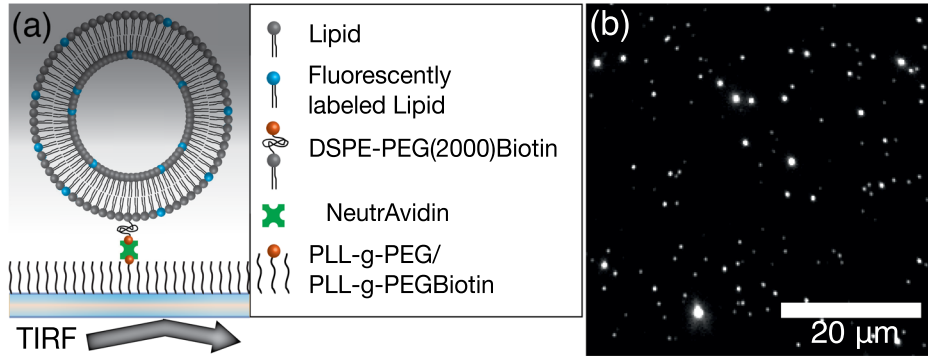 (a)
Lipid
Fluorescently
labeled Lipid
DSPE-PEG(2000)Biotin
NeutrAvidin
PLL-g-PEG/
PLL-g-PEGBiotin
TIRF
(b)
20 μm